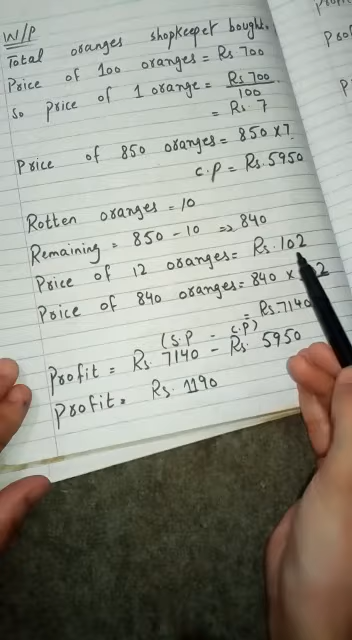 W/P
Total oranges shopkeeper bought.
Price of 100 oranges = Rs 700
So price of 1 orange = Rs 700
100
= Rs. 7
Price of 850 oranges = 850 x 7
C.P = Rs. 5950
Rotten oranges = 10
Remaining = 850 - 10 => 840
Price of 12 oranges = Rs. 102
Price of 840 oranges = 840 x
= Rs. 7140
(S.P - C.P)
Profit = Rs. 7140 - Rs. 5950
Profit = Rs. 1190